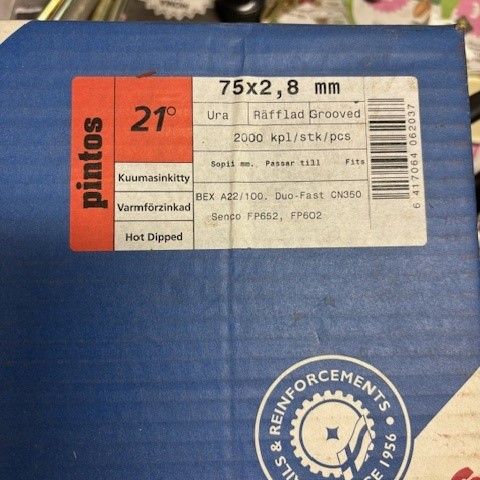 pintos
21°
Kuumasinkitty
Varmförzinkad
Hot Dipped
75x2,8 mm
Ura Räfflad Grooved
2000 kpl/stk/pcs
Sopii mm. Passar till Fits
BEX A22/100. Duo-Fast CN350
Senco FP652, FP602
6 417064 062037
& REINFORCEMENTS •
1956